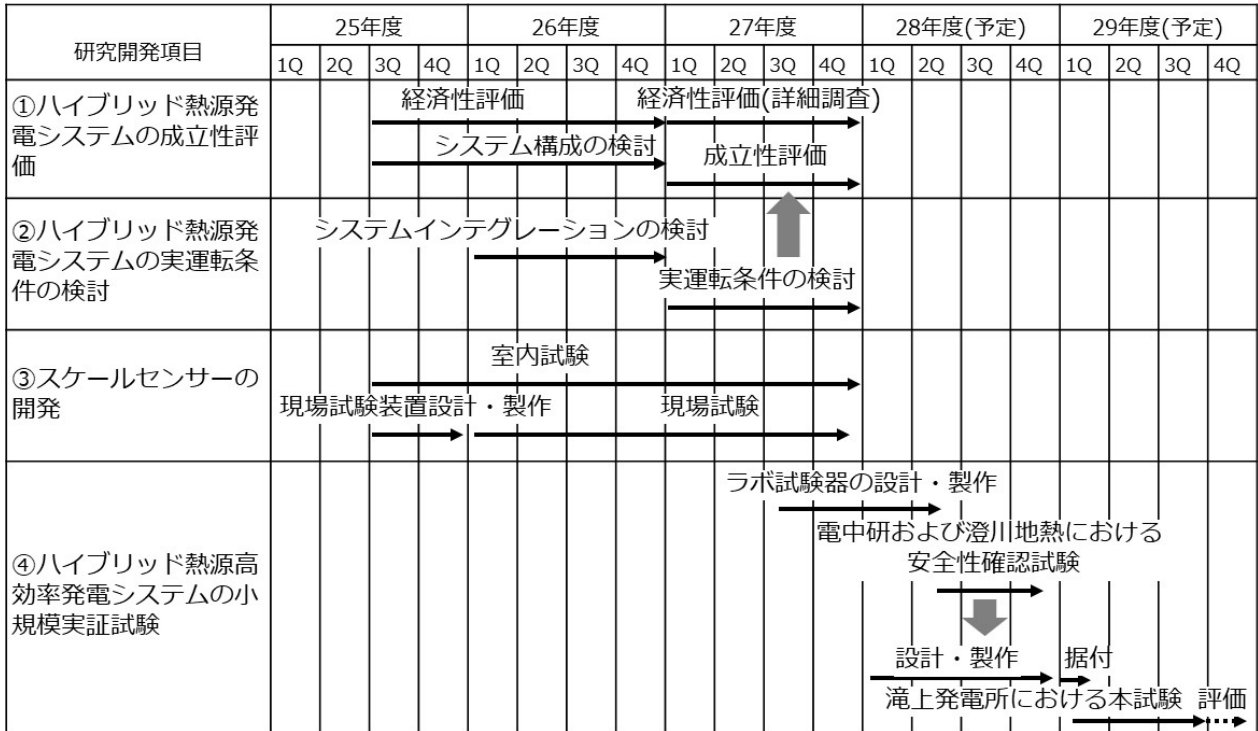 研究開発項目
25年度 26年度 27年度 28年度(予定) 29年度(予定)
1Q 2Q 3Q 4Q 1Q 2Q 3Q 4Q 1Q 2Q 3Q 4Q 1Q 2Q 3Q 4Q 1Q 2Q 3Q 4Q
①ハイブリッド熱源発
電システムの成立性評
価
経済性評価 経済性評価(詳細調査)
システム構成の検討 成立性評価
②ハイブリッド熱源発
電システムの実運転条
件の検討
システムインテグレーションの検討
実運転条件の検討
③スケールセンサーの
開発
室内試験
現場試験装置設計・製作 現場試験
④ハイブリッド熱源高
効率発電システムの小
規模実証試験
ラボ試験器の設計・製作
電中研および澄川地熱における
安全性確認試験
設計・製作 据付
滝上発電所における本試験 評価